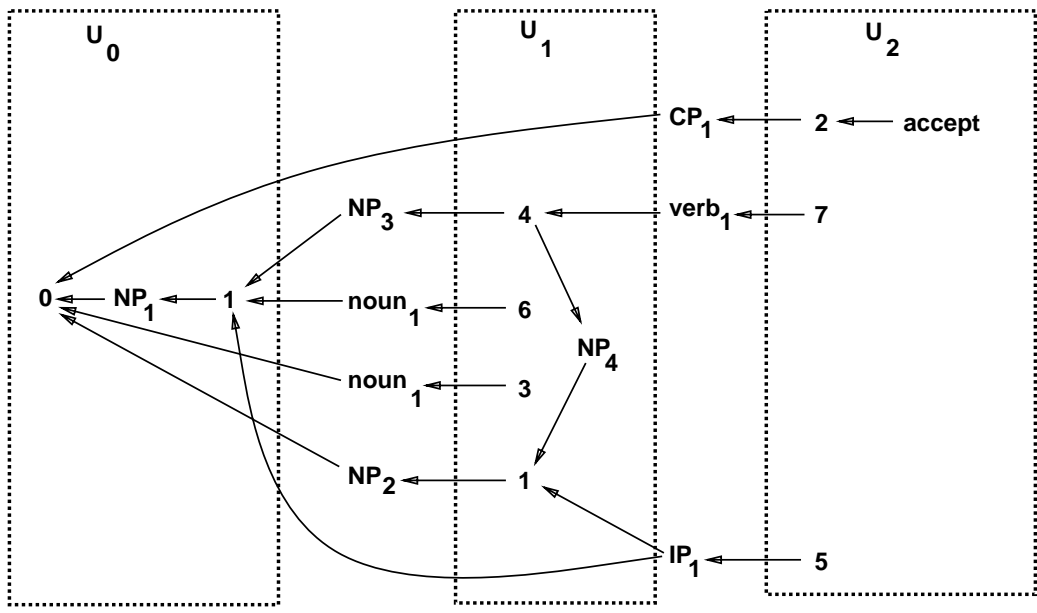 U0 U1 U2
CP1 2 accept
NP3 4 verb1 7
0 NP1 1 noun1 6
NP4
noun1 3
NP2 1
IP1 5